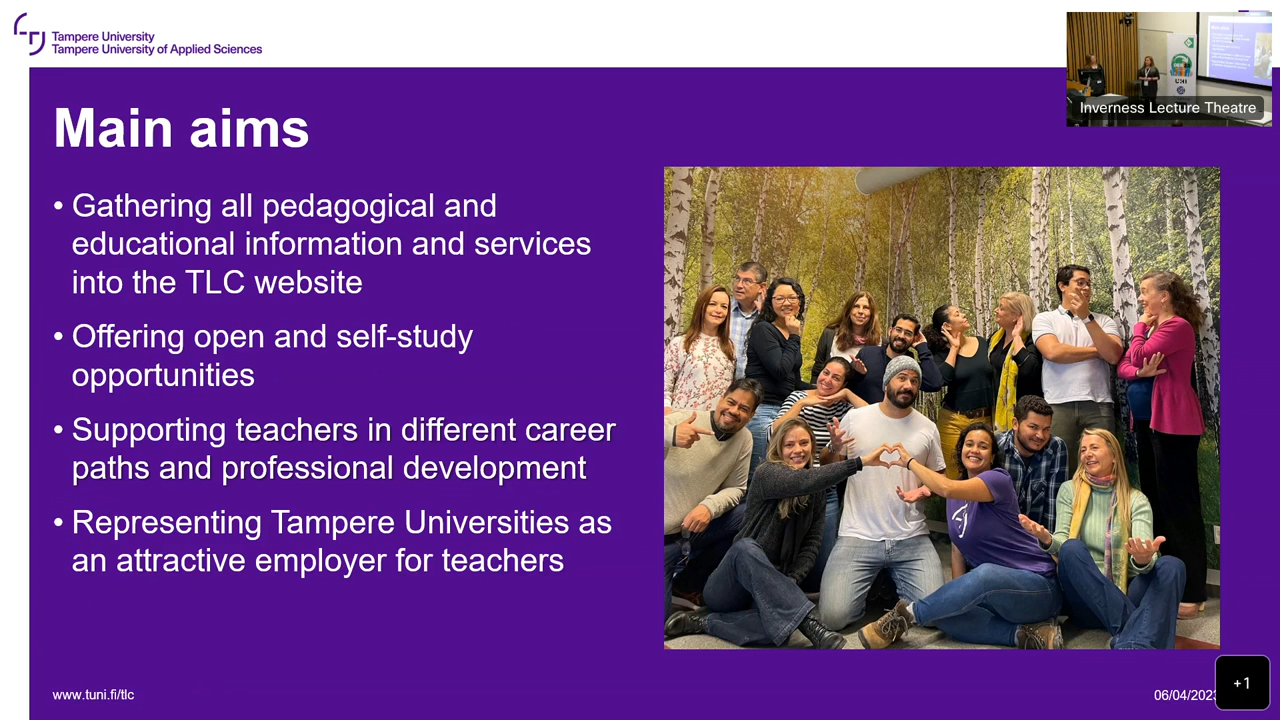 Tampere University
Tampere University of Applied Sciences
Inverness Lecture Theatre
Main aims
• Gathering all pedagogical and
educational information and services
into the TLC website
• Offering open and self-study
opportunities
• Supporting teachers in different career
paths and professional development
• Representing Tampere Universities as
an attractive employer for teachers
www.tuni.fi/tlc
06/04/2023
+1